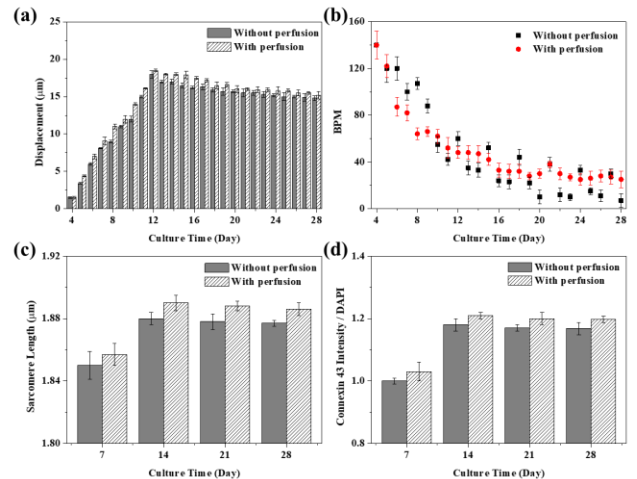 (a)
Without perfusion
With perfusion
Displacement (μm)
25
20
15
10
5
0
4 8 12 16 20 24 28
Culture Time (Day)
(b)
Without perfusion
With perfusion
BPM
160
120
80
40
0
4 8 12 16 20 24 28
Culture Time (Day)
(c)
Without perfusion
With perfusion
Sarcomere Length (μm)
1.92
1.88
1.84
1.80
7 14 21 28
Culture Time (Day)
(d)
Without perfusion
With perfusion
Connexin 43 Intensity / DAPI
1.4
1.2
1.0
0.8
7 14 21 28
Culture Time (Day)